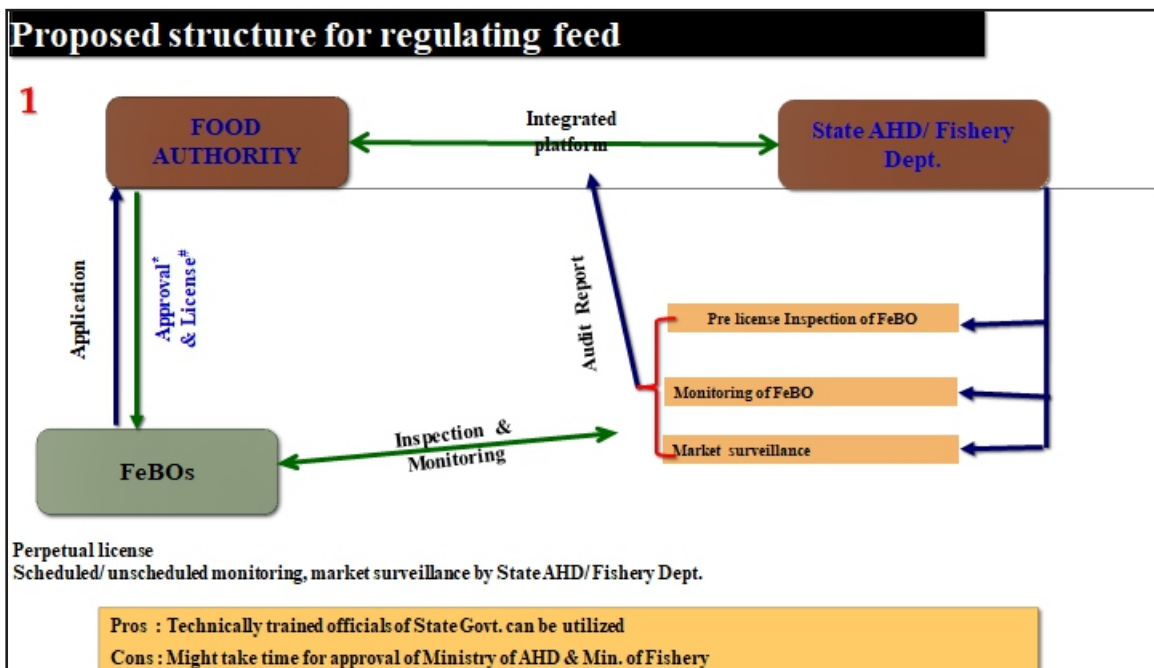 Proposed structure for regulating feed
1
FOOD
AUTHORITY
Integrated
platform
State AHD/ Fishery
Dept.
Application
Approval*
& License#
Audit Report
Pre license Inspection of FeBO
Monitoring of FeBO
Market surveillance
Inspection &
Monitoring
FeBOs
Perpetual license
Scheduled/ unscheduled monitoring, market surveillance by State AHD/ Fishery Dept.
Pros : Technically trained officials of State Govt. can be utilized
Cons : Might take time for approval of Ministry of AHD & Min. of Fishery